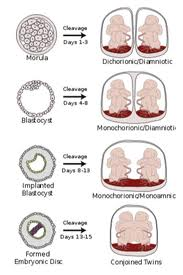 Cleavage
Days 1-3
Morula
Dichorionic/Diamniotic
Cleavage
Days 4-8
Blastocyst
Monochorionic/Diamniotic
Cleavage
Days 8-13
Implanted
Blastocyst
Monochorionic/Monoamniotic
Cleavage
Days 13-15
Formed
Embryonic Disc
Conjoined Twins